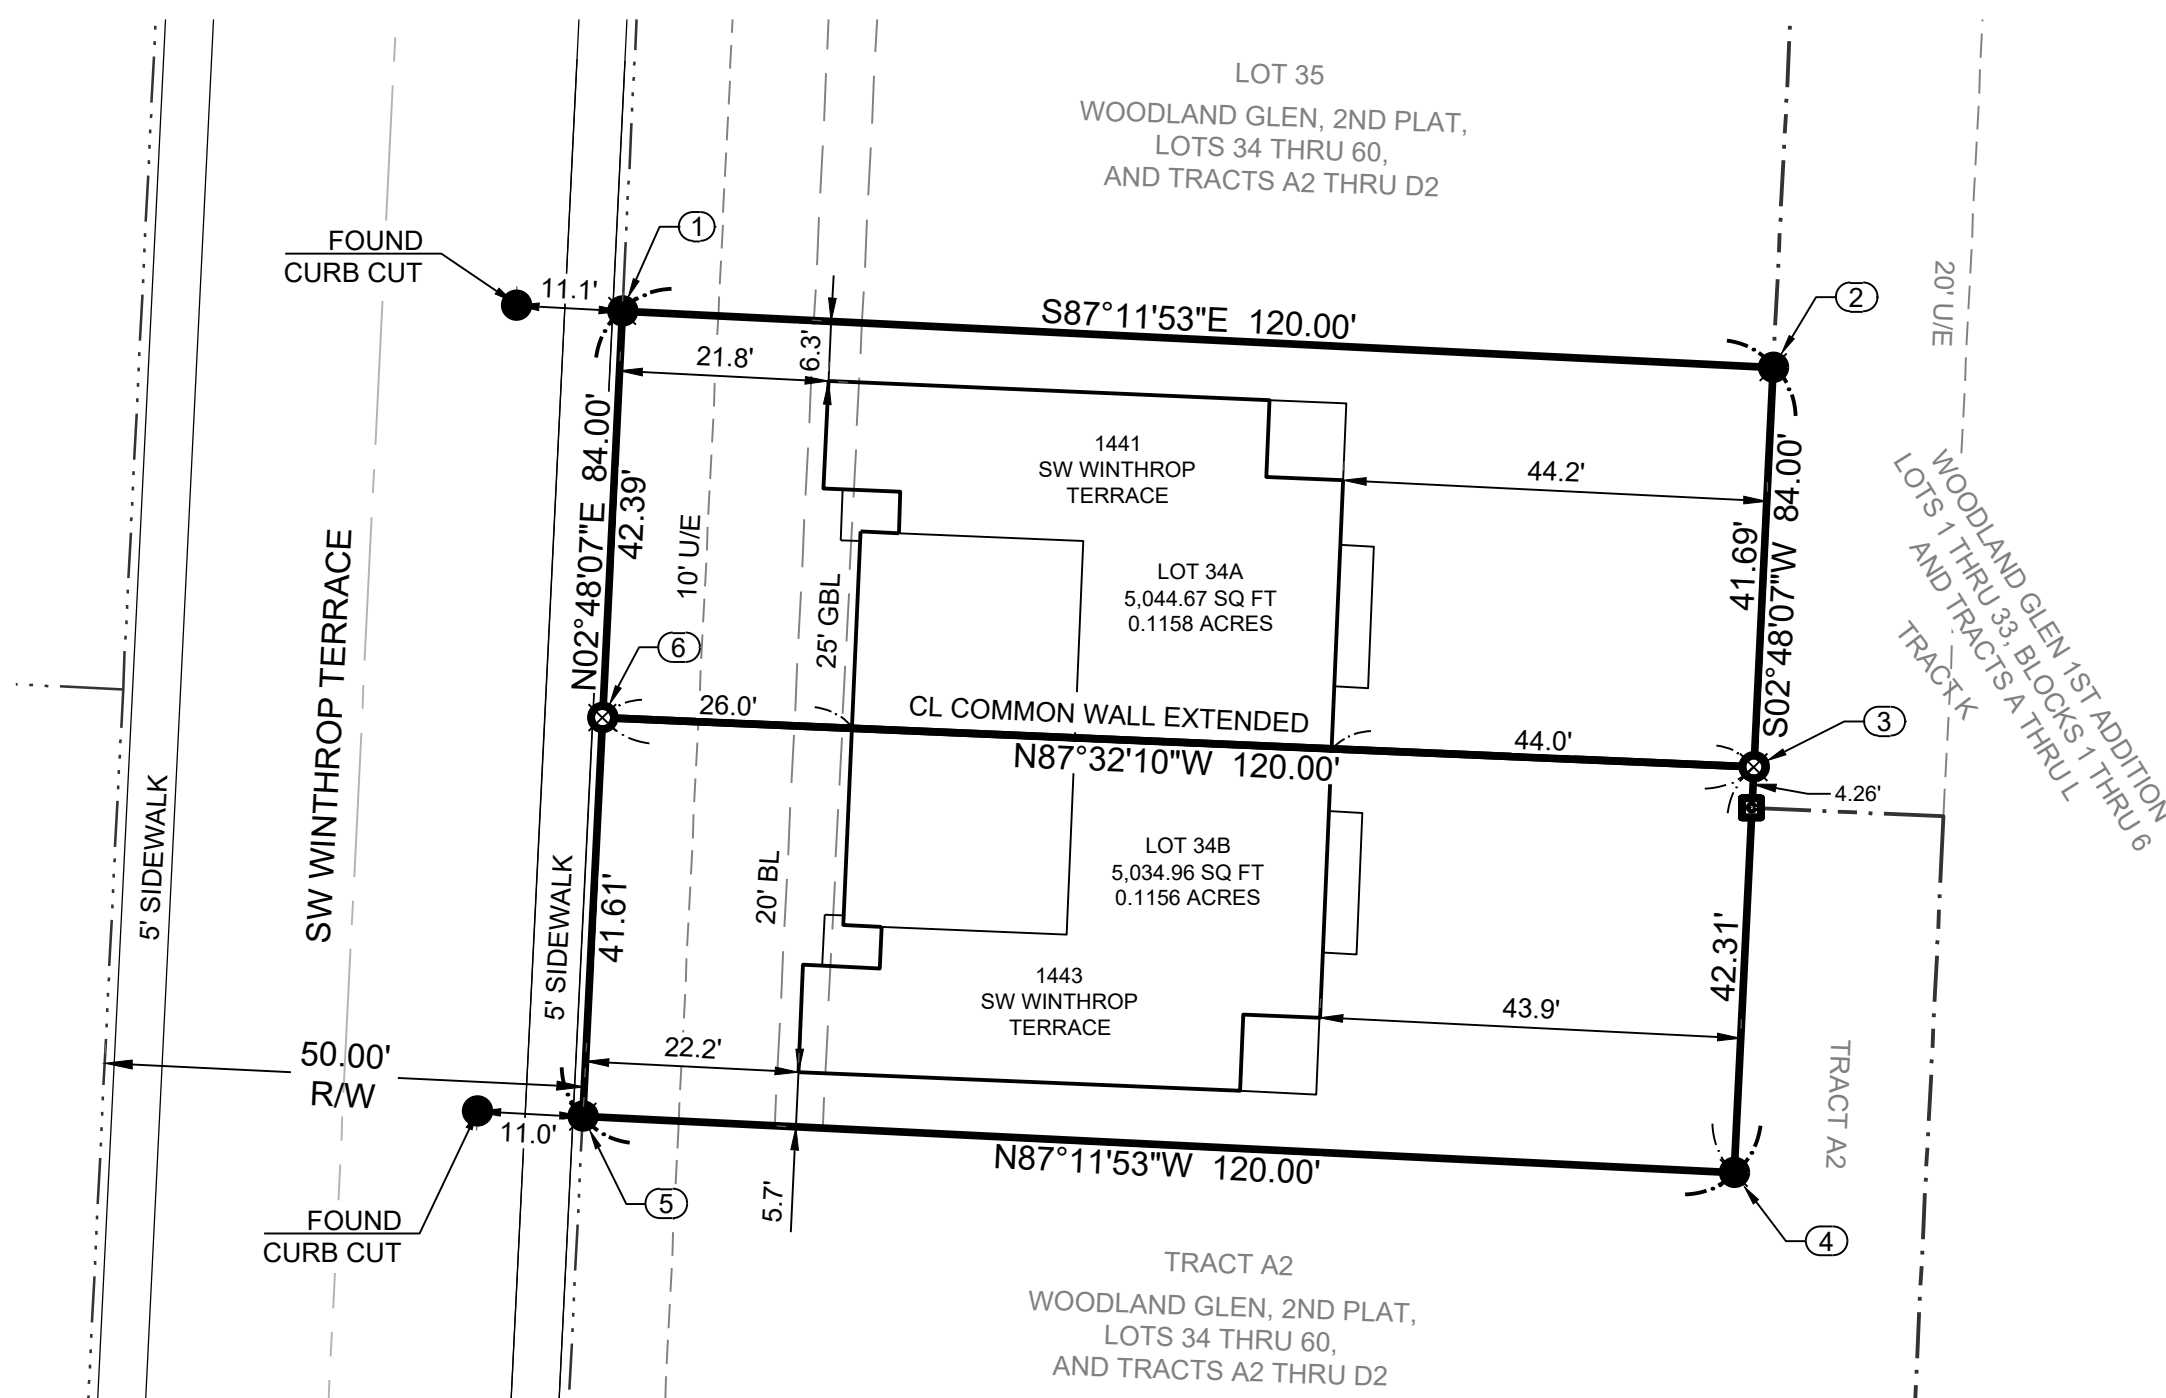 LOT 35
WOODLAND GLEN, 2ND PLAT,
LOTS 34 THRU 60,
AND TRACTS A2 THRU D2
FOUND
CURB CUT
11.1'
1
2
20' U/E
S87°11'53"E 120.00'
21.8'
6.3'
N02°48'07"E 84.00'
42.39'
10' U/E
25' GBL
1441
SW WINTHROP
TERRACE
44.2'
LOT 34A
5,044.67 SQ FT
0.1158 ACRES
41.69'
S02°48'07"W 84.00'
WOODLAND GLEN 1ST ADDITION
LOTS 1 THRU 33, BLOCKS 1 THRU 6
AND TRACTS A THRU L
TRACT K
SW WINTHROP TERRACE
6
26.0'
CL COMMON WALL EXTENDED
N87°32'10"W 120.00'
44.0'
3
4.26'
5' SIDEWALK
5' SIDEWALK
41.61'
20' BL
LOT 34B
5,034.96 SQ FT
0.1156 ACRES
42.31'
1443
SW WINTHROP
TERRACE
43.9'
22.2'
50.00'
R/W
11.0'
TRACT A2
N87°11'53"W 120.00'
5.7'
5
4
FOUND
CURB CUT
TRACT A2
WOODLAND GLEN, 2ND PLAT,
LOTS 34 THRU 60,
AND TRACTS A2 THRU D2